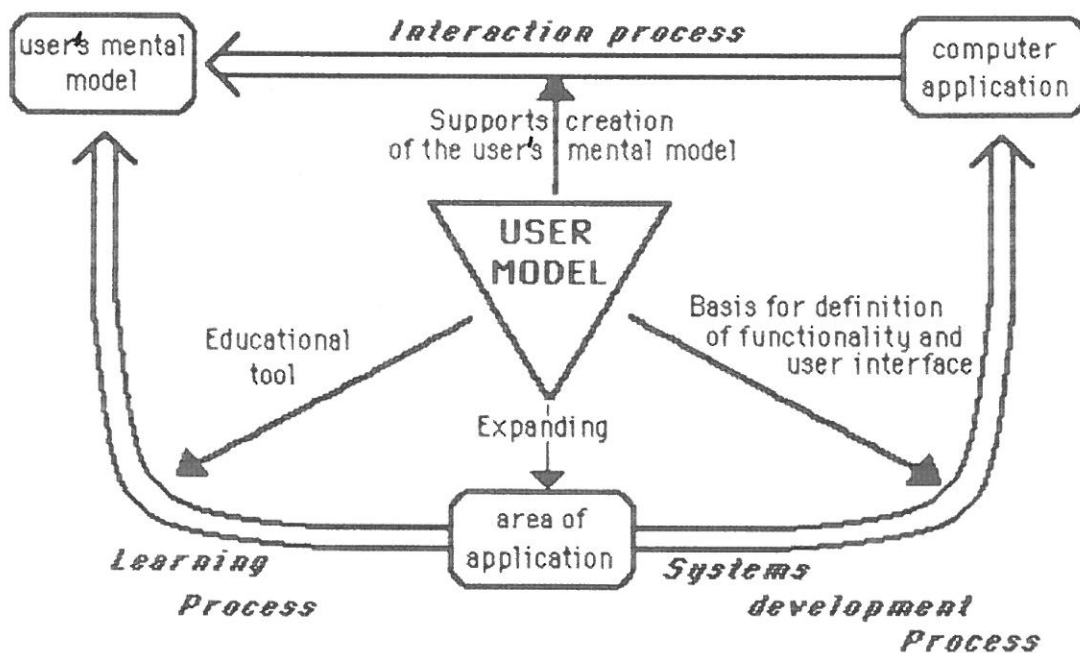 Interaction process
user's mental
model
computer
application
Supports creation
of the user's mental model
USER
MODEL
Educational
tool
Basis for definition
of functionality and
user interface
Expanding
area of
application
Learning
Process
Systems
development
Process